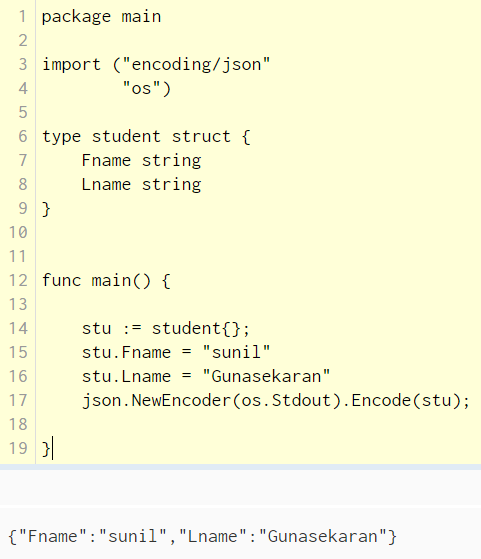 1 package main
2
3 import ("encoding/json"
4         "os")
5
6 type student struct {
7     Fname string
8     Lname string
9 }
10
11
12 func main() {
13
14     stu := student{};
15     stu.Fname = "sunil"
16     stu.Lname = "Gunasekaran"
17     json.NewEncoder(os.Stdout).Encode(stu);
18
19 }
{"Fname":"sunil","Lname":"Gunasekaran"}